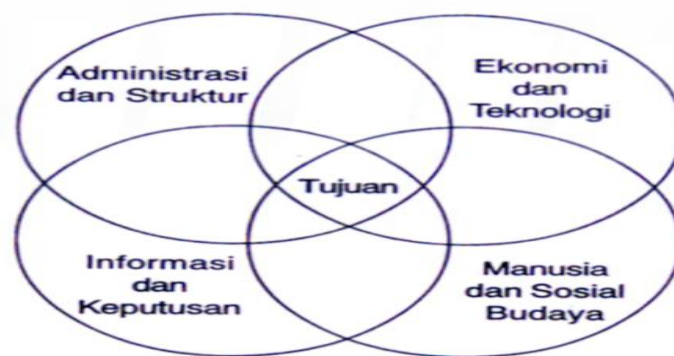 Administrasi
dan Struktur
Ekonomi
dan
Teknologi
Tujuan
Informasi
dan
Keputusan
Manusia
dan Sosial
Budaya